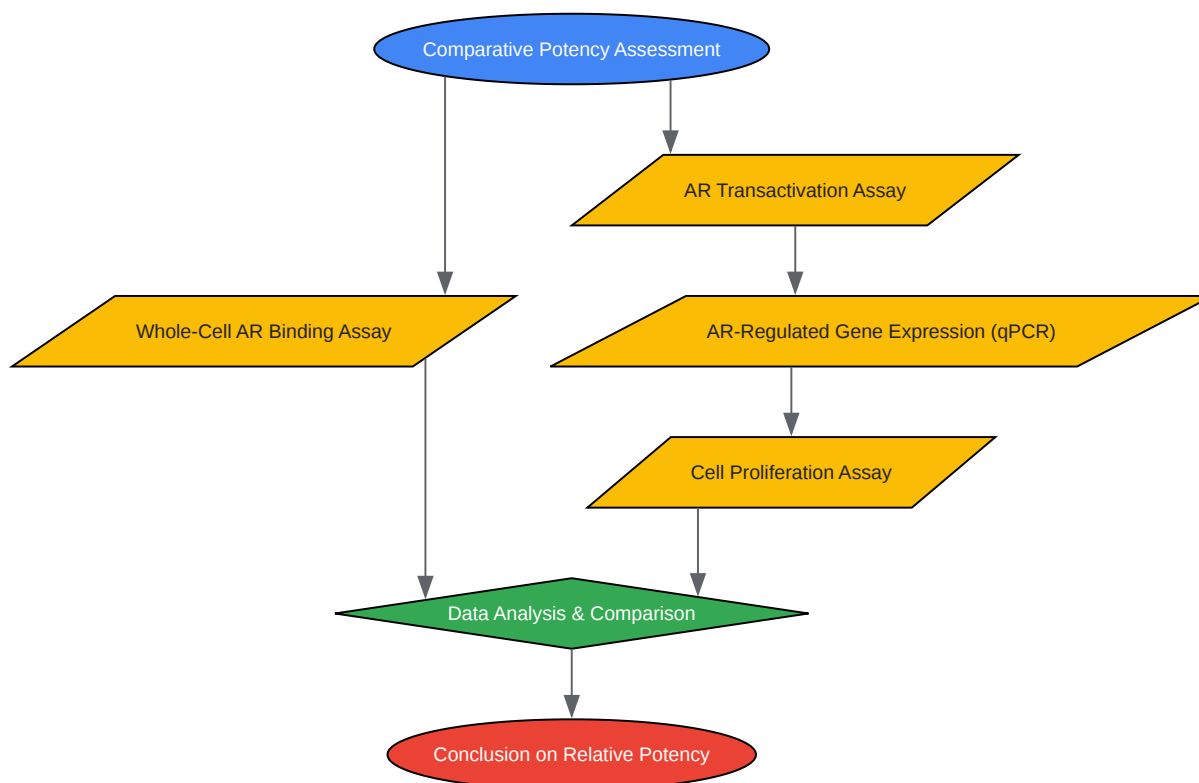 Comparative Potency Assessment
AR Transactivation Assay
Whole-Cell AR Binding Assay
AR-Regulated Gene Expression (qPCR)
Cell Proliferation Assay
Data Analysis & Comparison
Conclusion on Relative Potency